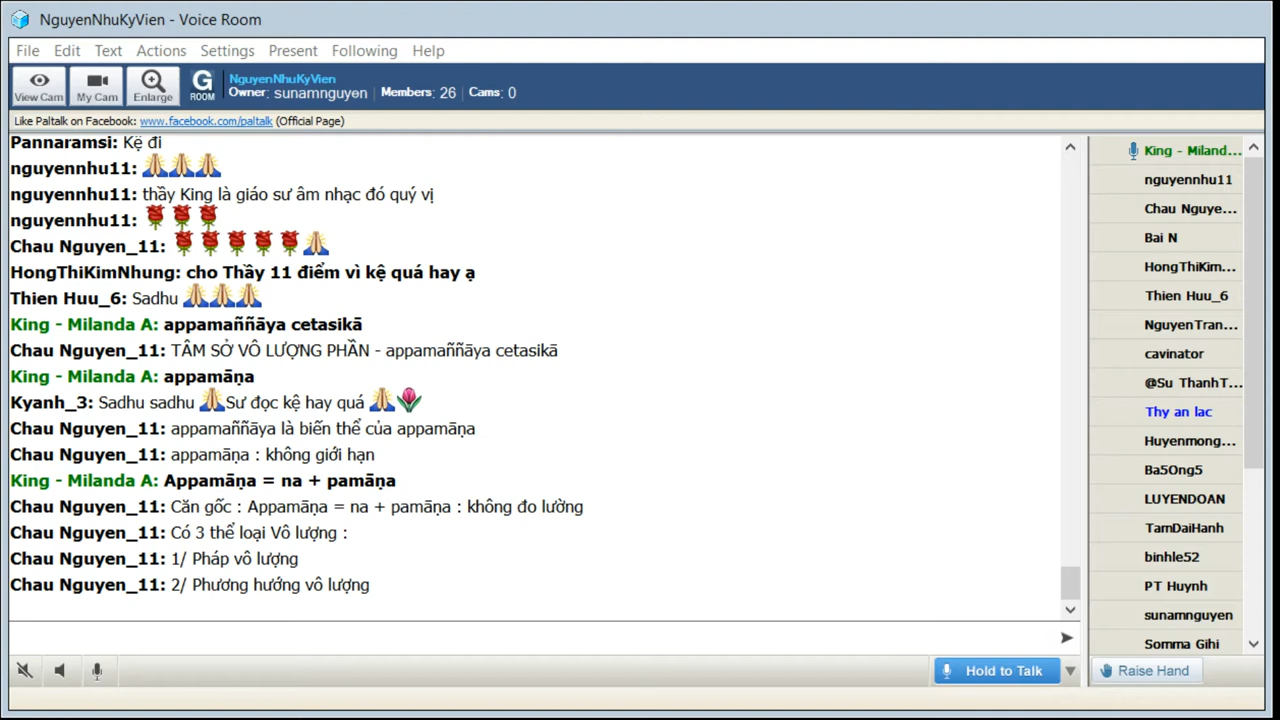 NguyenNhuKyVien - Voice Room
File Edit Text Actions Settings Present Following Help
View Cam My Cam Enlarge G ROOM
NguyenNhuKyVien
Owner: sunamnguyen | Members: 26 | Cams: 0
Like Paltalk on Facebook: www.facebook.com/paltalk (Official Page)
Pannaramsi: Kệ đi
nguyennhu11:
nguyennhu11: thầy King là giáo sư âm nhạc đó quý vị
nguyennhu11:
Chau Nguyen_11:
HongThiKimNhung: cho Thầy 11 điểm vì kệ quá hay ạ
Thien Huu_6: Sadhu
King - Milanda A: appamaññāya cetasikā
Chau Nguyen_11: TÂM SỞ VÔ LƯỢNG PHẦN - appamaññāya cetasikā
King - Milanda A: appamāṇa
Kyanh_3: Sadhu sadhu Sư đọc kệ hay quá
Chau Nguyen_11: appamaññāya là biến thể của appamāṇa
Chau Nguyen_11: appamāṇa : không giới hạn
King - Milanda A: Appamāṇa = na + pamāṇa
Chau Nguyen_11: Căn gốc : Appamāṇa = na + pamāṇa : không đo lường
Chau Nguyen_11: Có 3 thể loại Vô lượng :
Chau Nguyen_11: 1/ Pháp vô lượng
Chau Nguyen_11: 2/ Phương hướng vô lượng
King - Miland...
nguyennhu11
Chau Nguye...
Bai N
HongThiKim...
Thien Huu_6
NguyenTran...
cavinator
@Su ThanhT...
Thy an lac
Huyenmong...
Ba5Ong5
LUYENDOAN
TamDaiHanh
binhle52
PT Huynh
sunamnguyen
Somma Gihi
Hold to Talk
Raise Hand